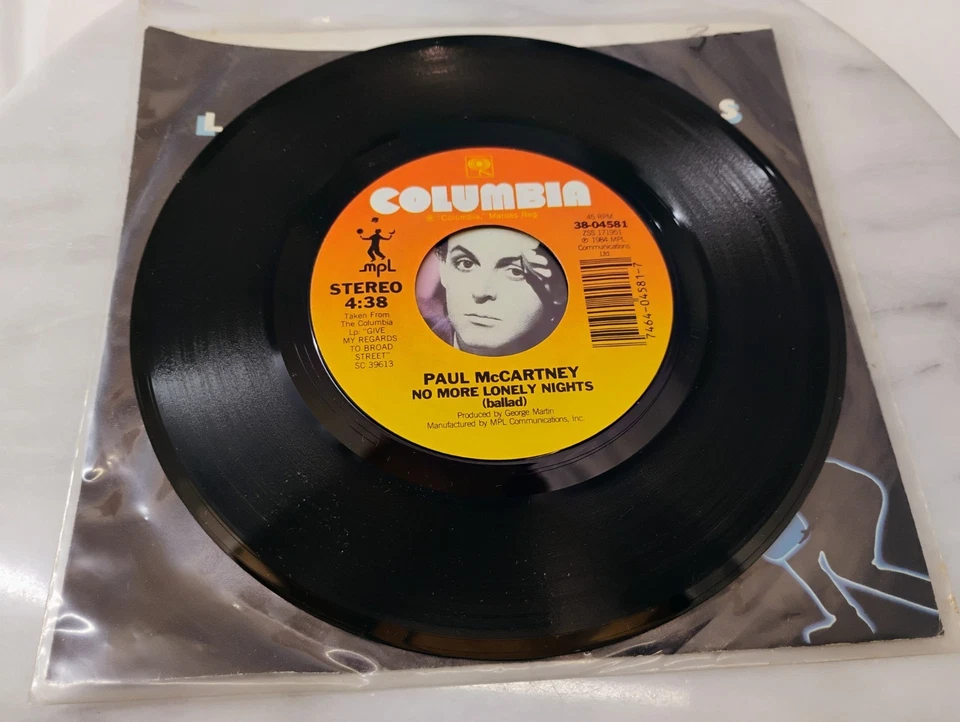 L
S
COLUMBIA
® "Columbia," Marcas Reg.
mpL
STEREO
4:38
Taken From
The Columbia
Lp: "GIVE
MY REGARDS
TO BROAD
STREET"
SC 39613
45 RPM
38-04581
ZSS 171951
℗ 1984 MPL
Communications
Ltd.
7464-04581-7
PAUL McCARTNEY
NO MORE LONELY NIGHTS
(ballad)
Produced by George Martin
Manufactured by MPL Communications, Inc.